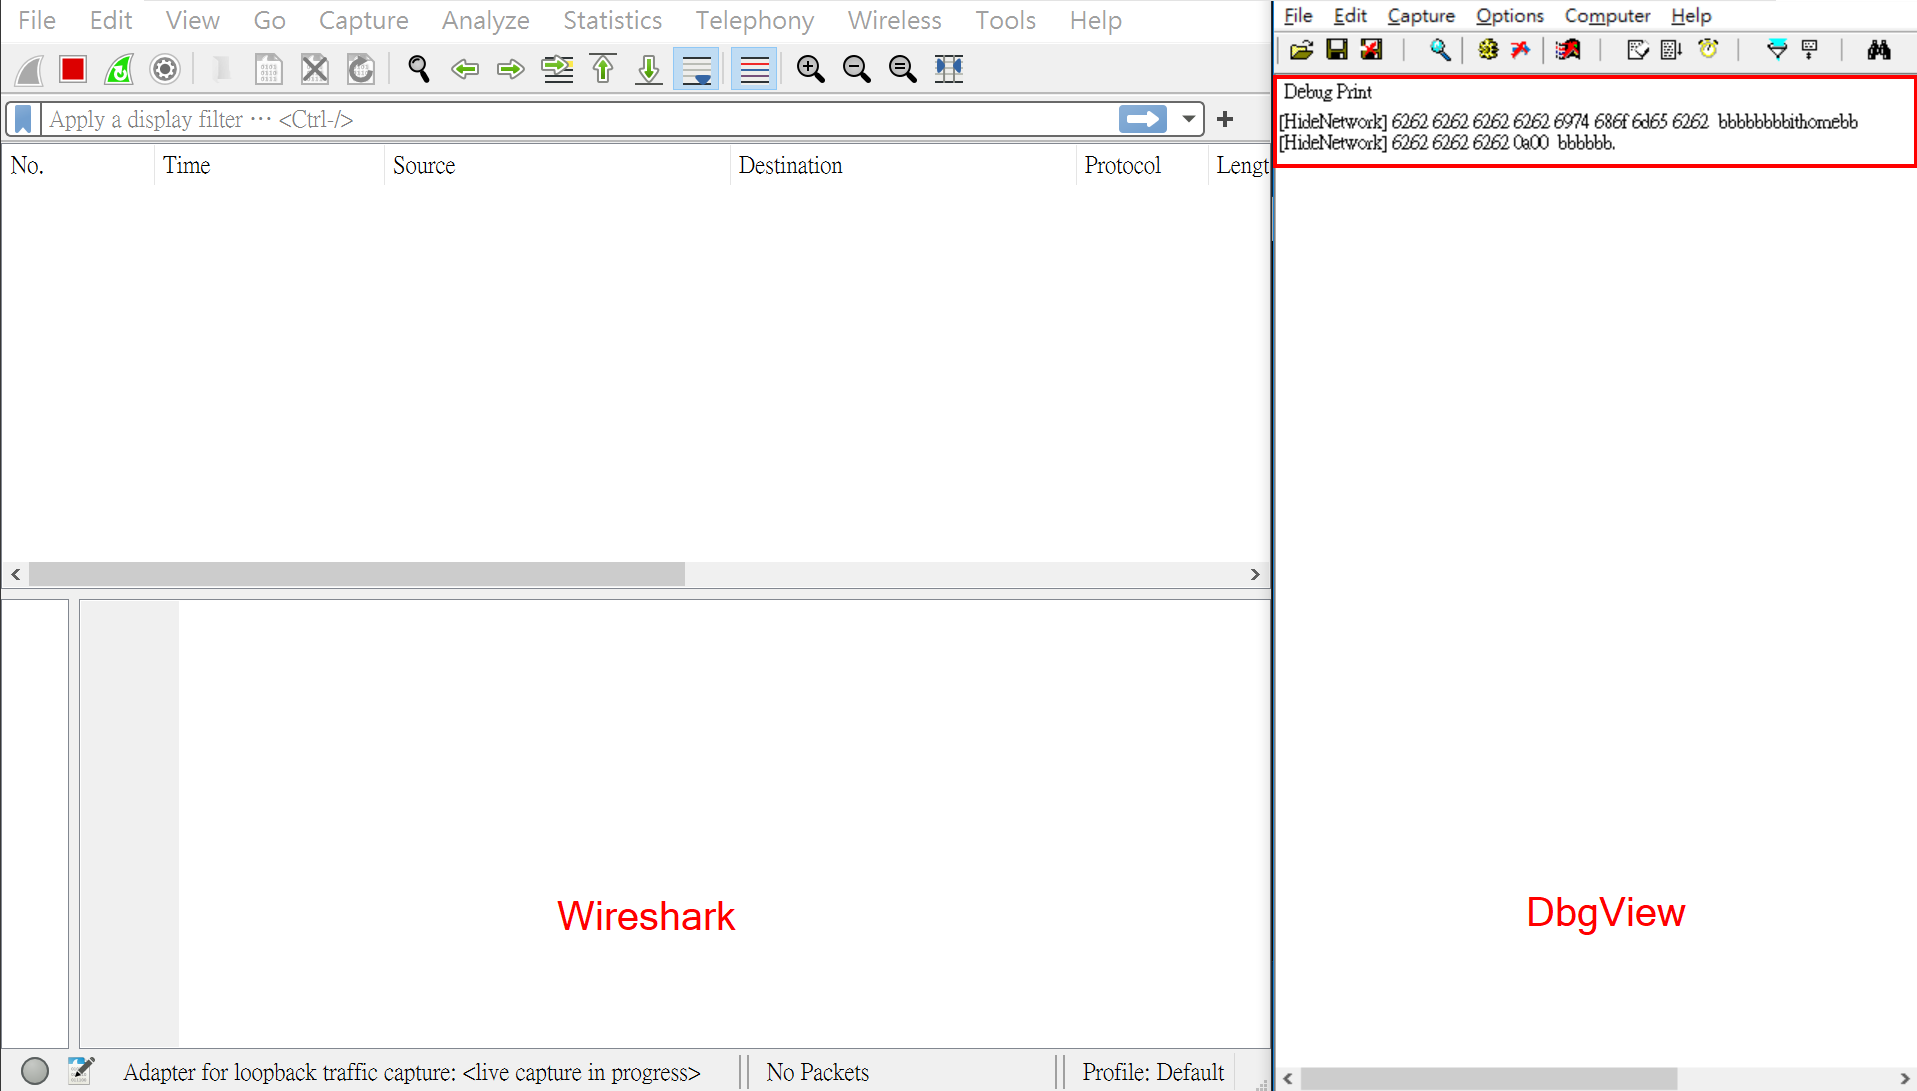 File Edit View Go Capture Analyze Statistics Telephony Wireless Tools Help
Apply a display filter ⋯ <Ctrl-/>
No. Time Source Destination Protocol Lengt
Wireshark
Adapter for loopback traffic capture: <live capture in progress> No Packets Profile: Default
File Edit Capture Options Computer Help
Debug Print
[HideNetwork] 6262 6262 6262 6262 6974 686f 6d65 6262 bbbbbbbbithomebb
[HideNetwork] 6262 6262 6262 0a00 bbbbbb.
DbgView